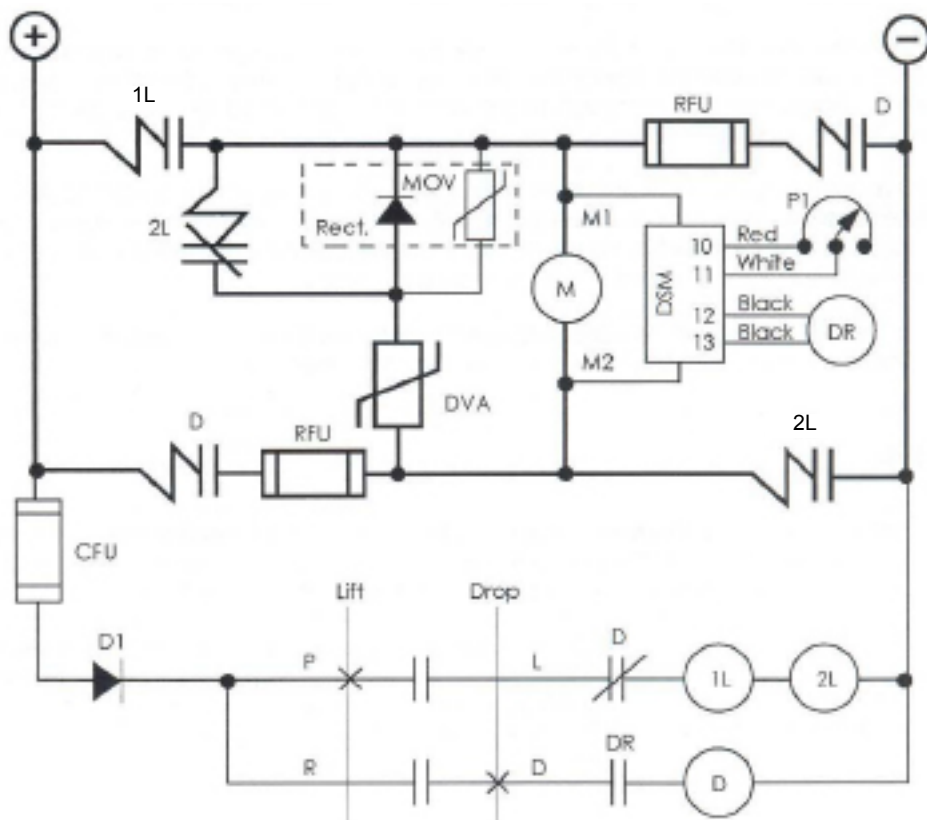 + −
1L RFU D
MOV
Rect.
2L
M1
P1
10 Red
11 White
M
DSM
12 Black
13 Black
DR
M2
DVA
D RFU 2L
CFU
Lift Drop
D1 P L D 1L 2L
R D DR D